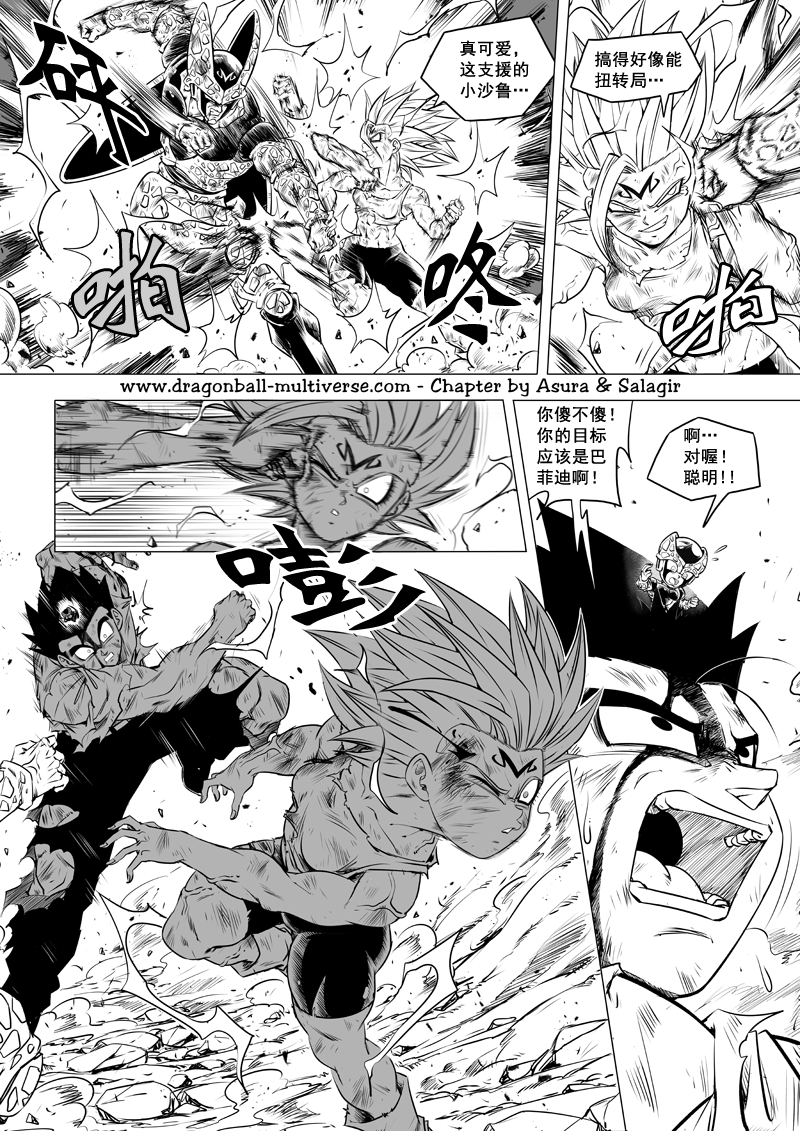 砰
真可爱，
这支援的
小沙鲁…
啪
咚
搞得好像能
扭转局…
啪
www.dragonball-multiverse.com - Chapter by Asura & Salagir
你傻不傻！
你的目标
应该是巴
菲迪啊！
啊…
对喔！
聪明！！
嘭